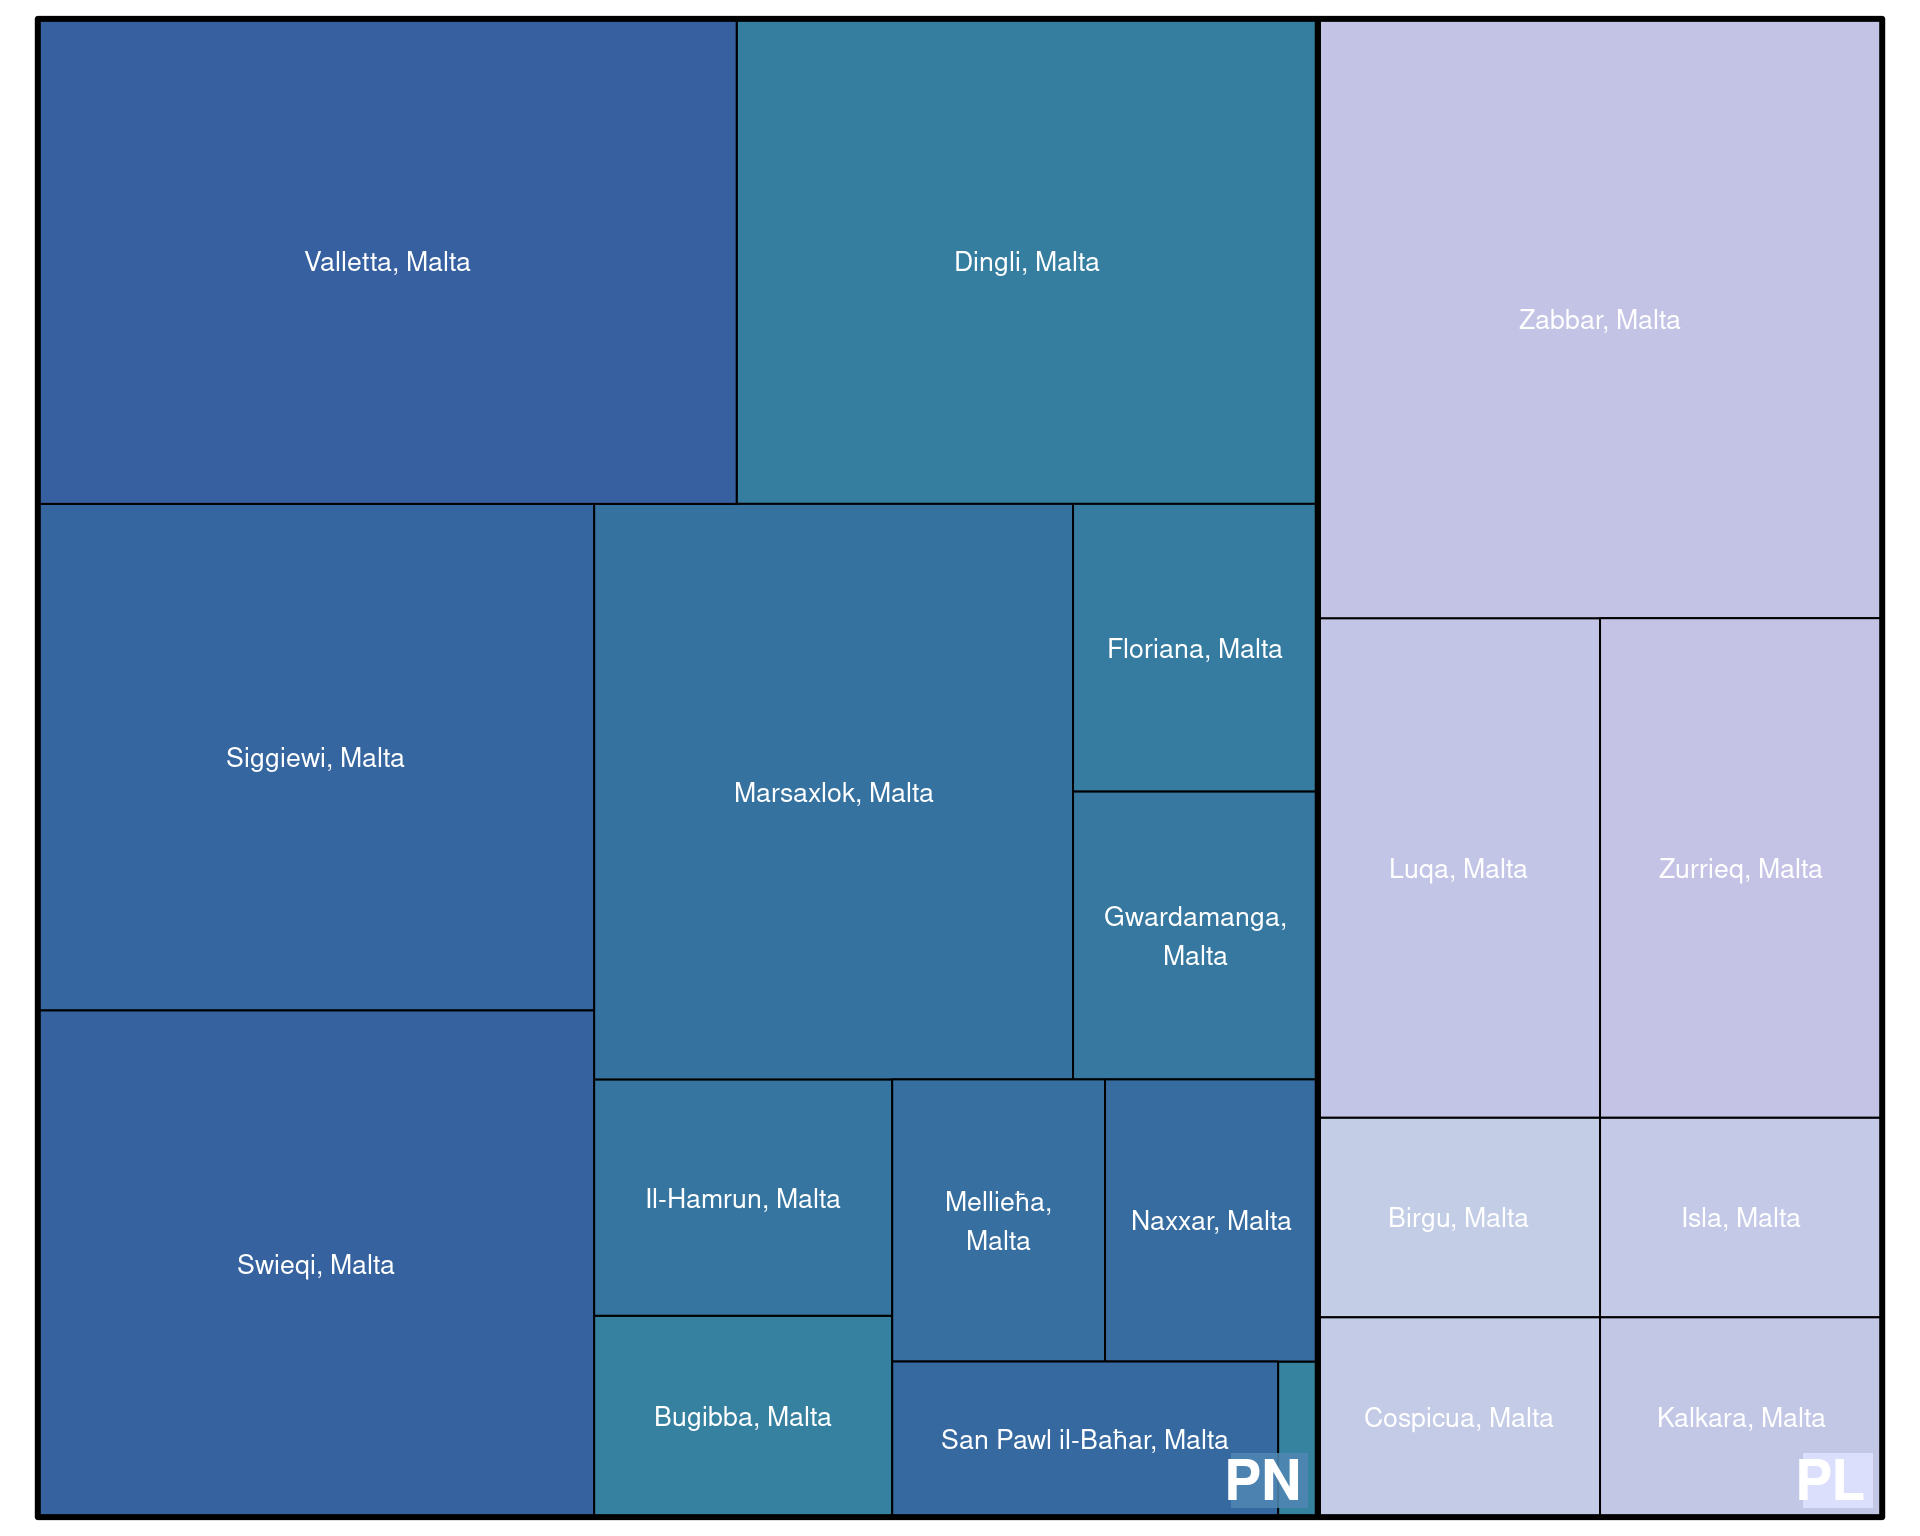 Valletta, Malta
Dingli, Malta
Zabbar, Malta
Siggiewi, Malta
Marsaxlok, Malta
Floriana, Malta
Gwardamanga,
Malta
Luqa, Malta
Zurrieq, Malta
Swieqi, Malta
Il-Hamrun, Malta
Mellieħa,
Malta
Naxxar, Malta
Birgu, Malta
Isla, Malta
Bugibba, Malta
San Pawl il-Baħar, Malta
Cospicua, Malta
Kalkara, Malta
PN
PL